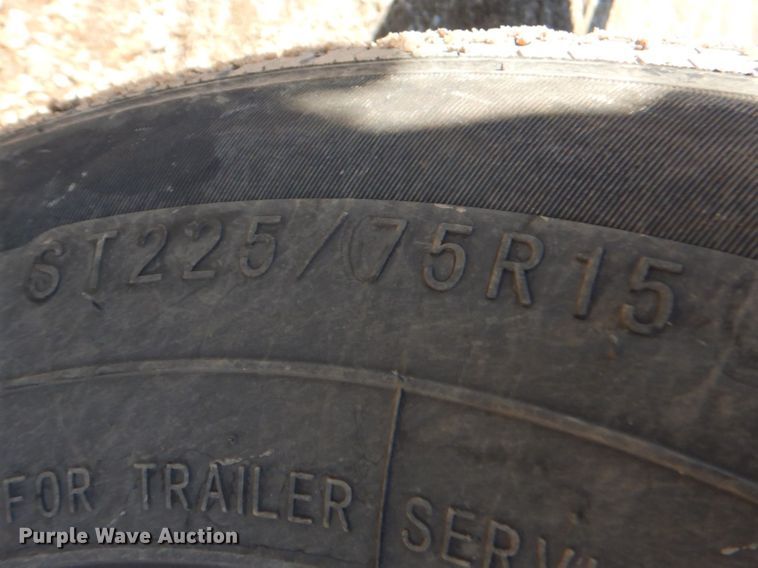 ST225/75R15
FOR TRAILER
Purple Wave Auction